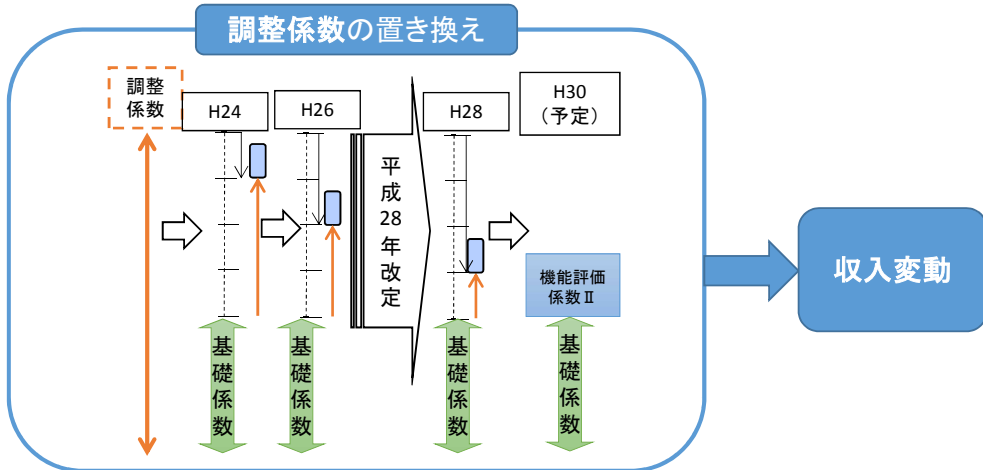 調整係数の置き換え
調整
係数
H24
H26
平成28年改定
H28
H30
（予定）
機能評価
係数Ⅱ
基礎係数
基礎係数
基礎係数
基礎係数
収入変動